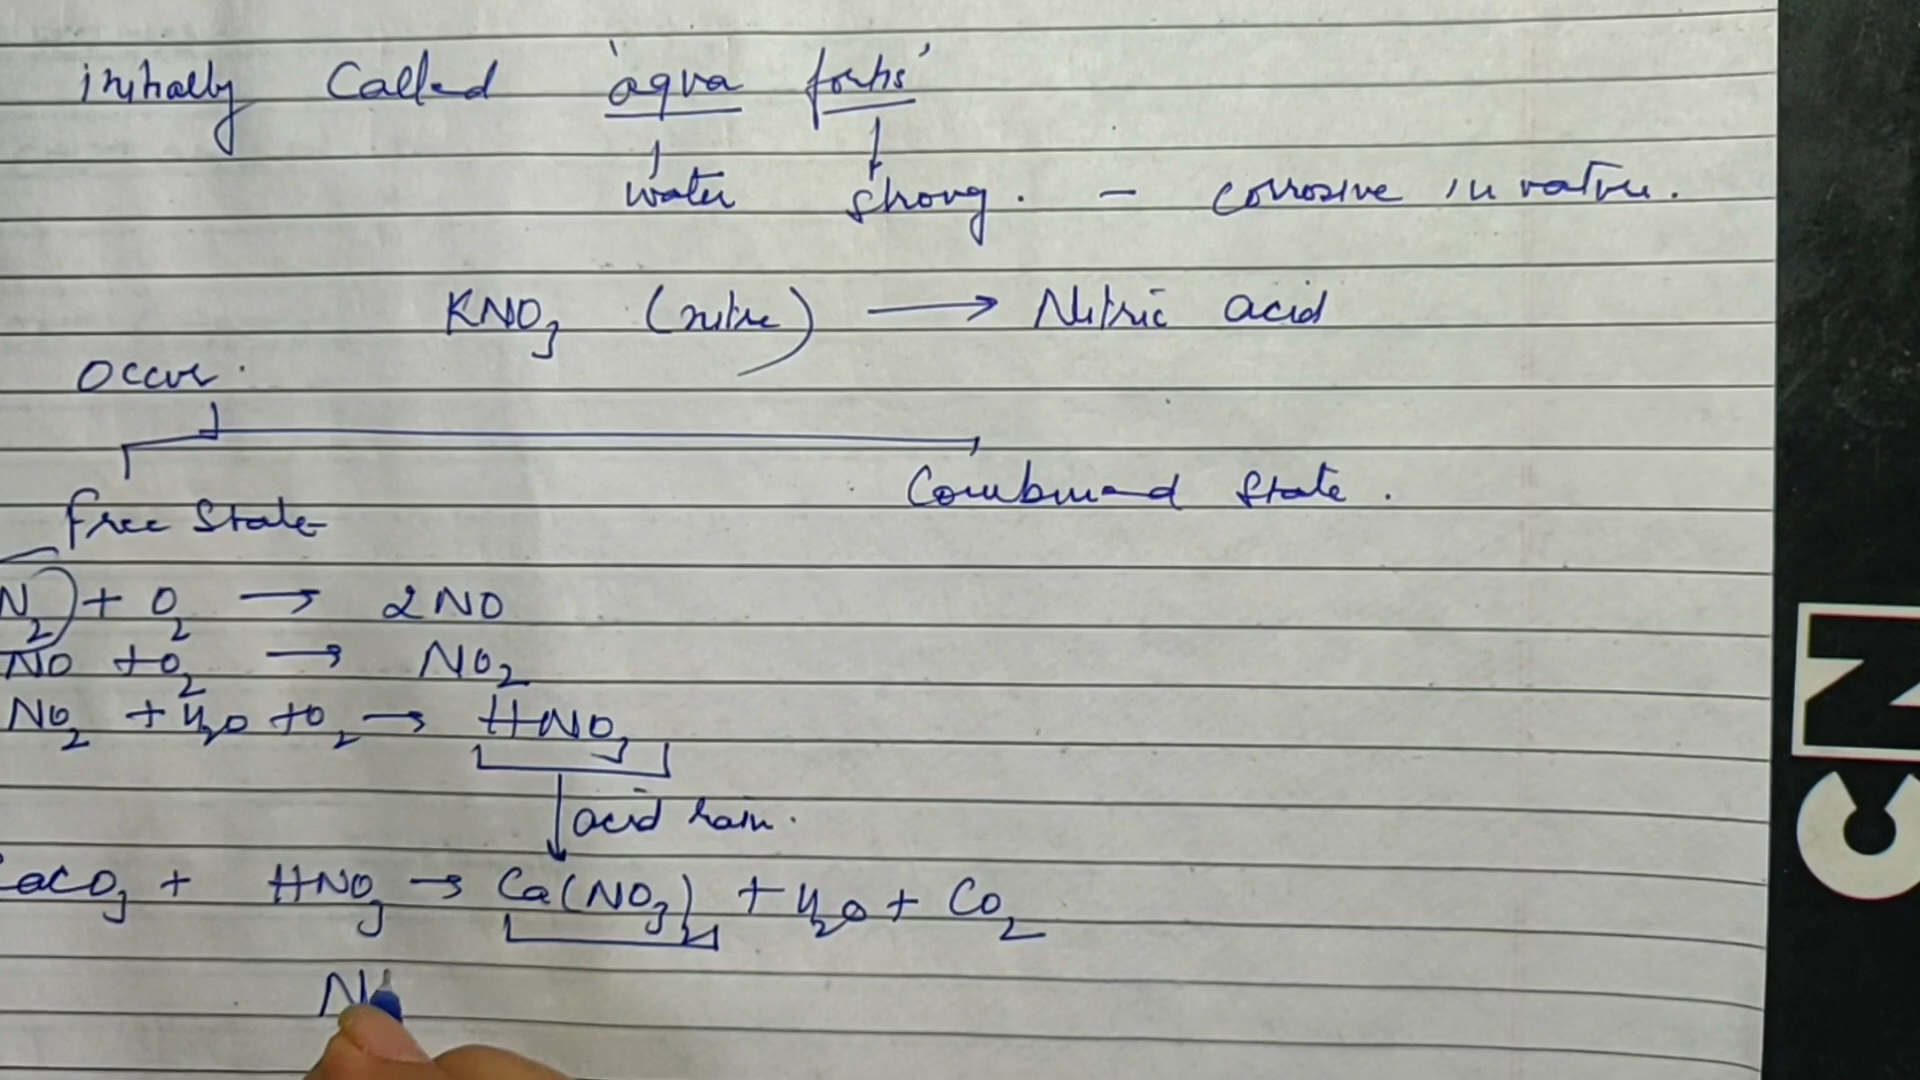 initially called 'aqua fortis'
water strong. - corrosive in nature.
KNO3 (nitre) → Nitric acid
Occur.
Free State Combined State.
N2 + O2 → 2NO
NO + O2 → NO2
NO2 + H2O + O2 → HNO3
acid rain.
CaCO3 + HNO3 → Ca(NO3)2 + H2O + CO2
N
CN